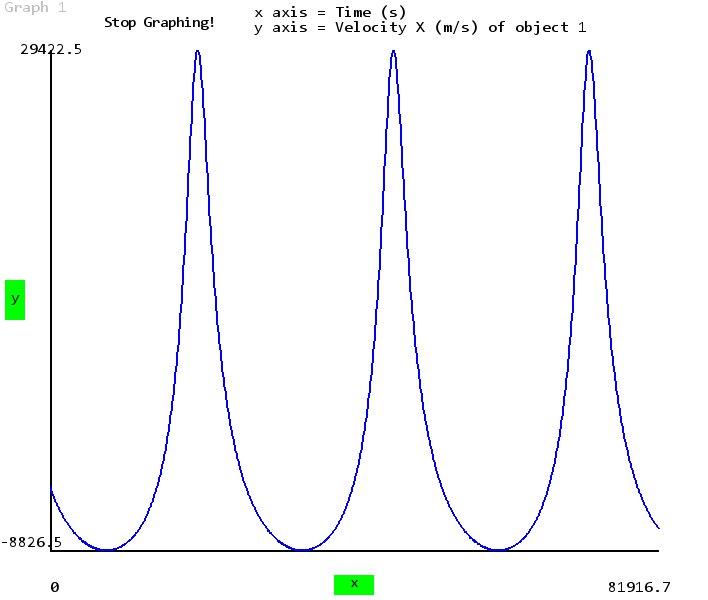 Graph 1
Stop Graphing!
x axis = Time (s)
y axis = Velocity X (m/s) of object 1
29422.5
y
-8826.5
0
x
81916.7